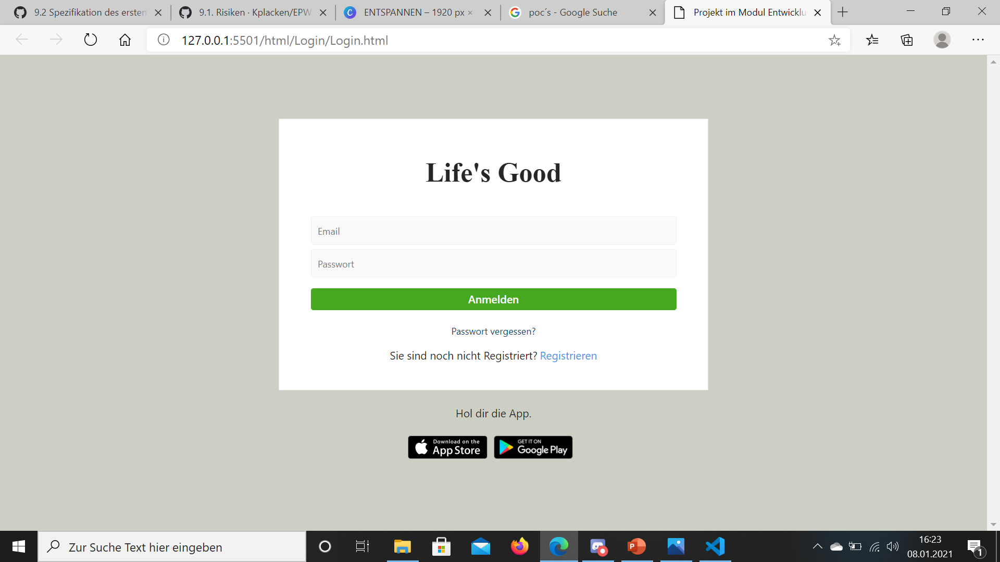 9.2 Spezifikation des ersten
9.1. Risiken · Kplacken/EPW
ENTSPANNEN – 1920 px ×
poc´s - Google Suche
Projekt im Modul Entwicklu
127.0.0.1:5501/html/Login/Login.html
Life's Good
Email
Passwort
Anmelden
Passwort vergessen?
Sie sind noch nicht Registriert? Registrieren
Hol dir die App.
Download on the
App Store
GET IT ON
Google Play
Zur Suche Text hier eingeben
16:23
08.01.2021
1